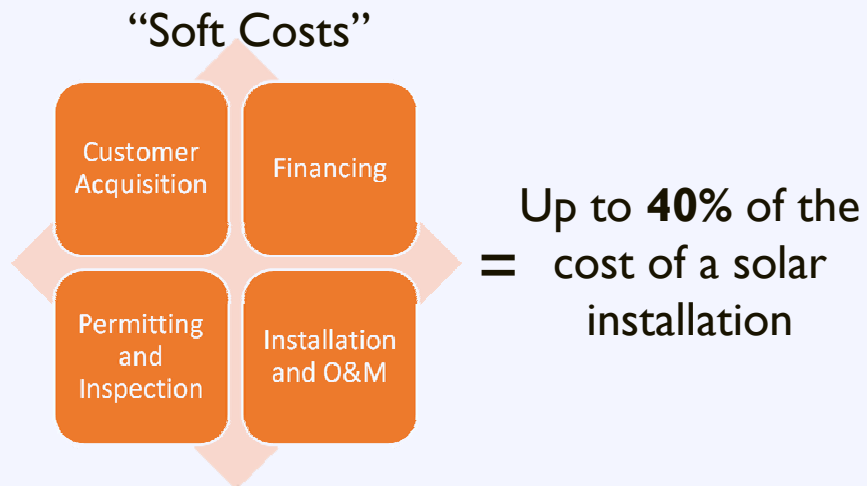 “Soft Costs”
Customer
Acquisition
Financing
Permitting
and
Inspection
Installation
and O&M
=
Up to 40% of the
cost of a solar
installation